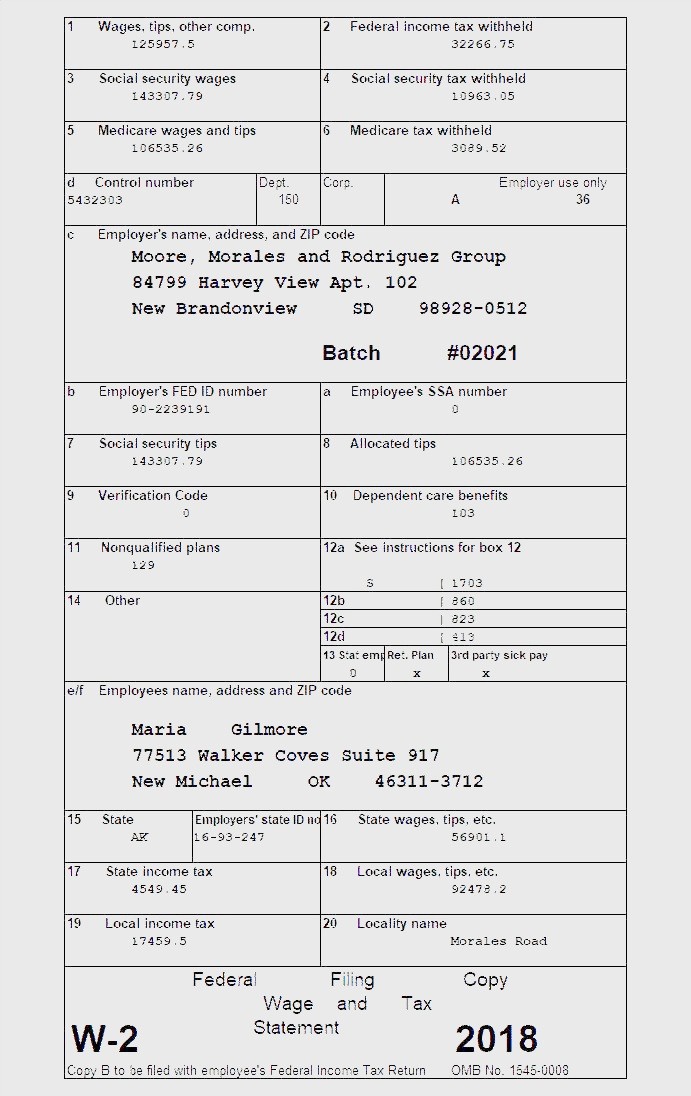 1 Wages, tips, other comp. 2 Federal income tax withheld
125957.5 32266.75
3 Social security wages 4 Social security tax withheld
143307.79 10963.05
5 Medicare wages and tips 6 Medicare tax withheld
106535.26 3089.52
d Control number Dept. Corp. Employer use only
5432303 150 A 36
c Employer's name, address, and ZIP code
Moore, Morales and Rodriguez Group
84799 Harvey View Apt. 102
New Brandonview SD 98928-0512
Batch #02021
b Employer's FED ID number a Employee's SSA number
90-2239191 0
7 Social security tips 8 Allocated tips
143307.79 106535.26
9 Verification Code 10 Dependent care benefits
0 103
11 Nonqualified plans 12a See instructions for box 12
129
S 1703
14 Other 12b 860
12c 823
12d 413
13 Stat emp Ret. Plan 3rd party sick pay
0 x x
e/f Employees name, address and ZIP code
Maria Gilmore
77513 Walker Coves Suite 917
New Michael OK 46311-3712
15 State Employers' state ID no 16 State wages, tips, etc.
AK 16-93-247 56901.1
17 State income tax 18 Local wages, tips, etc.
4549.45 92478.2
19 Local income tax 20 Locality name
17459.5 Morales Road
Federal Filing Copy
Wage and Tax
Statement
W-2 2018
Copy B to be filed with employee's Federal Income Tax Return OMB No. 1545-0008